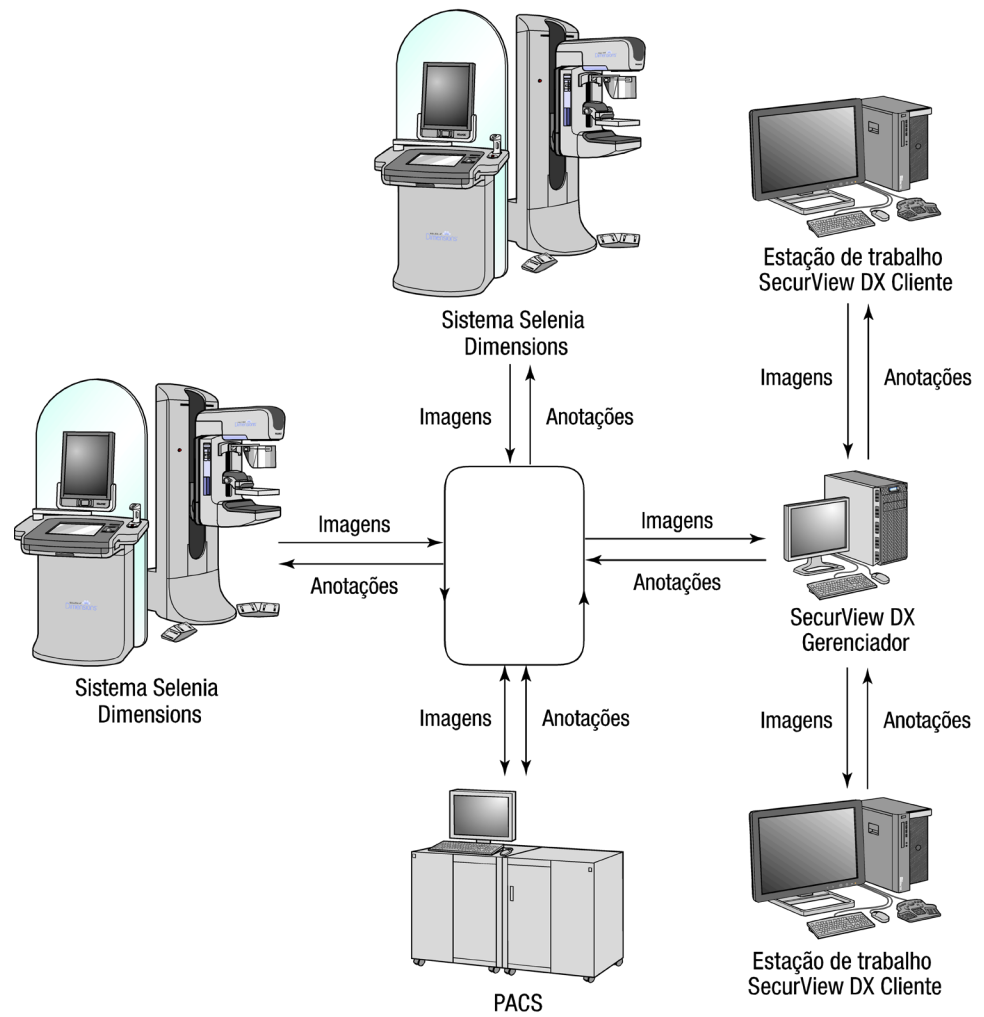 Sistema Selenia
Dimensions
Estação de trabalho
SecurView DX Cliente
Imagens
Anotações
Imagens
Anotações
Sistema Selenia
Dimensions
Imagens
Anotações
Imagens
Anotações
SecurView DX
Gerenciador
Imagens
Anotações
Imagens
Anotações
PACS
Estação de trabalho
SecurView DX Cliente